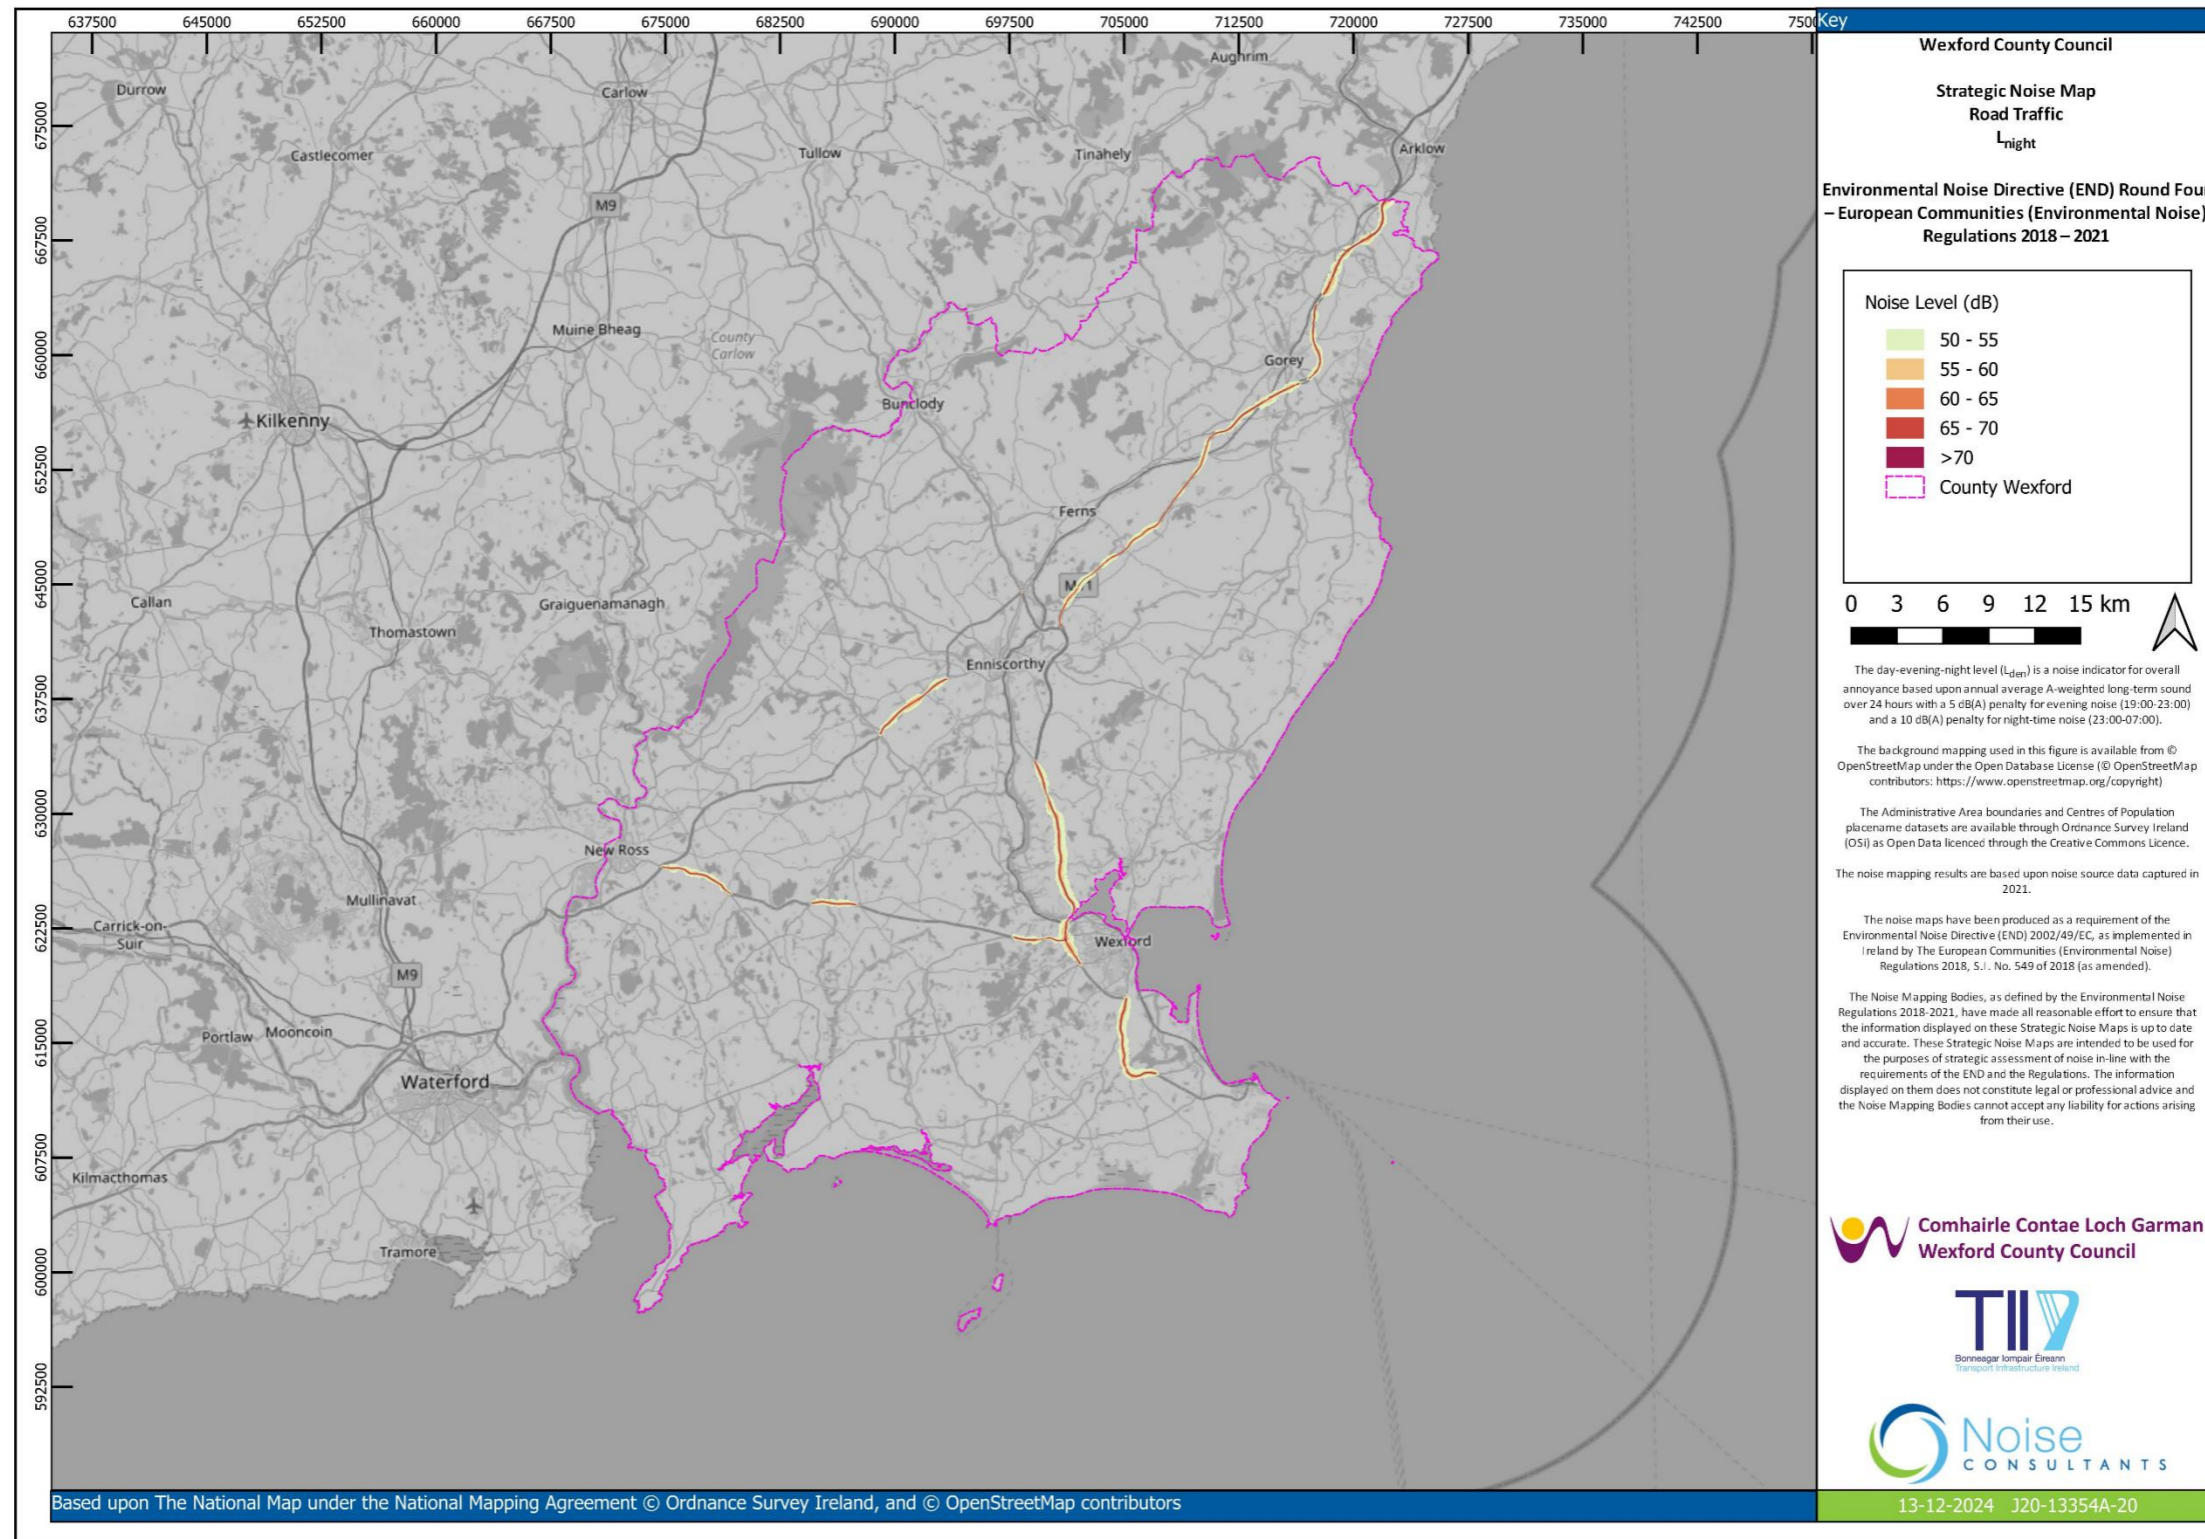 637500 645000 652500 660000 667500 675000 682500 690000 697500 705000 712500 720000 727500 735000 742500 7500
675000
667500
660000
652500
645000
637500
630000
622500
615000
607500
600000
592500
Aughrim
Durrow
Carlow
Arklow
Castlecomer
Tullow
Tinahely
M9
Muine Bheag
County
Carlow
Gorey
Bunclody
Kilkenny
Ferns
M 1
Callan
Graiguenamanagh
Thomastown
Enniscorthy
New Ross
Mullinavat
Carrick-on-
Suir
Wexford
M9
Portlaw
Mooncoin
Waterford
Kilmacthomas
Tramore
Based upon The National Map under the National Mapping Agreement © Ordnance Survey Ireland, and © OpenStreetMap contributors
Key
Wexford County Council
Strategic Noise Map
Road Traffic
Lnight
Environmental Noise Directive (END) Round Four
– European Communities (Environmental Noise)
Regulations 2018 – 2021
Noise Level (dB)
50 - 55
55 - 60
60 - 65
65 - 70
>70
County Wexford
0 3 6 9 12 15 km
The day-evening-night level (Lden) is a noise indicator for overall
annoyance based upon annual average A-weighted long-term sound
over 24 hours with a 5 dB(A) penalty for evening noise (19:00-23:00)
and a 10 dB(A) penalty for night-time noise (23:00-07:00).
The background mapping used in this figure is available from ©
OpenStreetMap under the Open Database License (© OpenStreetMap
contributors: https://www.openstreetmap.org/copyright)
The Administrative Area boundaries and Centres of Population
placename datasets are available through Ordnance Survey Ireland
(OSi) as Open Data licenced through the Creative Commons Licence.
The noise mapping results are based upon noise source data captured in
2021.
The noise maps have been produced as a requirement of the
Environmental Noise Directive (END) 2002/49/EC, as implemented in
Ireland by The European Communities (Environmental Noise)
Regulations 2018, S.I. No. 549 of 2018 (as amended).
The Noise Mapping Bodies, as defined by the Environmental Noise
Regulations 2018-2021, have made all reasonable effort to ensure that
the information displayed on these Strategic Noise Maps is up to date
and accurate. These Strategic Noise Maps are intended to be used for
the purposes of strategic assessment of noise in-line with the
requirements of the END and the Regulations. The information
displayed on them does not constitute legal or professional advice and
the Noise Mapping Bodies cannot accept any liability for actions arising
from their use.
Comhairle Contae Loch Garman
Wexford County Council
TII
Bonneagar Iompair Éireann
Transport Infrastructure Ireland
Noise
CONSULTANTS
13-12-2024 J20-13354A-20